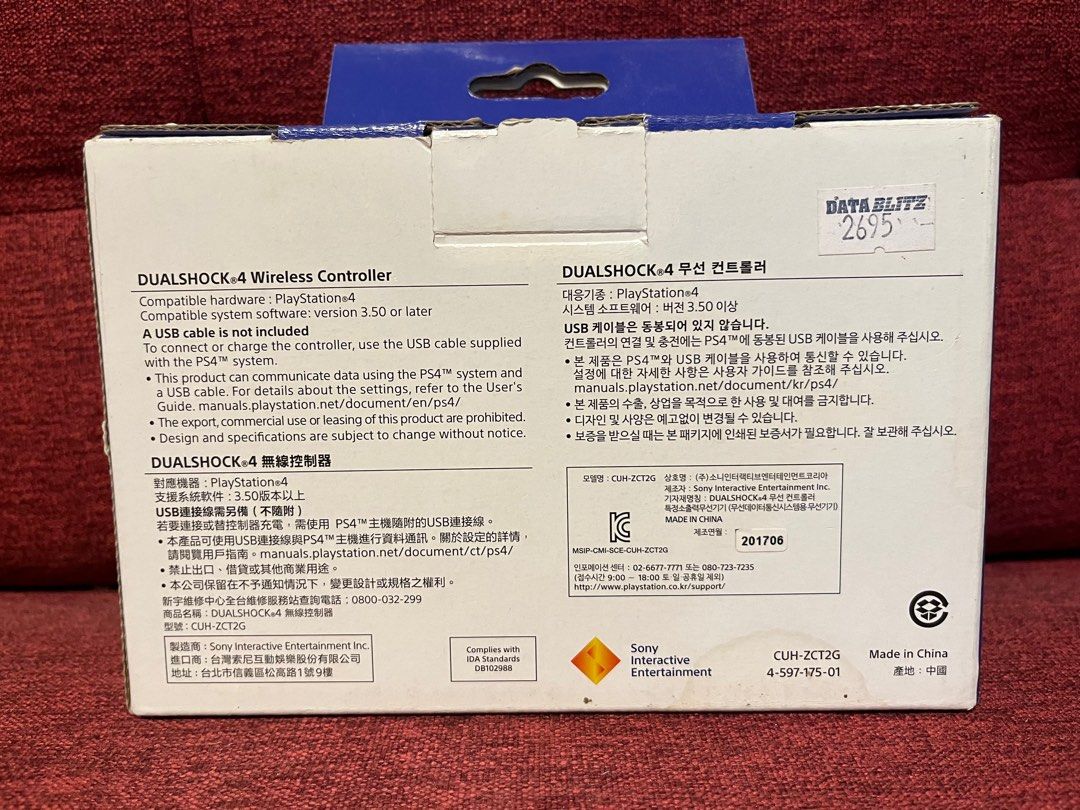 DATA BLITZ
2695
DUALSHOCK®4 Wireless Controller
Compatible hardware : PlayStation®4
Compatible system software: version 3.50 or later
A USB cable is not included
To connect or charge the controller, use the USB cable supplied
with the PS4™ system.
• This product can communicate data using the PS4™ system and
a USB cable. For details about the settings, refer to the User's
Guide. manuals.playstation.net/document/en/ps4/
• The export, commercial use or leasing of this product are prohibited.
• Design and specifications are subject to change without notice.
DUALSHOCK®4 無線控制器
對應機器 : PlayStation®4
支援系統軟件 : 3.50版本以上
USB連接線需另備 ( 不隨附 )
若要連接或替控制器充電，需使用 PS4™主機隨附的USB連接線。
• 本產品可使用USB連接線與PS4™主機進行資料通訊。關於設定的詳情，
請閱覽用戶指南。manuals.playstation.net/document/ct/ps4/
• 禁止出口、借貸或其他商業用途。
• 本公司保留在不予通知情況下，變更設計或規格之權利。
新宇維修中心全台維修服務站查詢電話 : 0800-032-299
商品名稱 : DUALSHOCK®4 無線控制器
型號 : CUH-ZCT2G
製造商 : Sony Interactive Entertainment Inc.
進口商 : 台灣索尼互動娛樂股份有限公司
地址 : 台北市信義區松高路1號9樓
Complies with
IDA Standards
DB102988
DUALSHOCK®4 무선 컨트롤러
대응기종 : PlayStation®4
시스템 소프트웨어 : 버전 3.50 이상
USB 케이블은 동봉되어 있지 않습니다.
컨트롤러의 연결 및 충전에는 PS4™에 동봉된 USB 케이블을 사용해 주십시오.
• 본 제품은 PS4™와 USB 케이블을 사용하여 통신할 수 있습니다.
설정에 대한 자세한 사항은 사용자 가이드를 참조해 주십시오.
manuals.playstation.net/document/kr/ps4/
• 본 제품의 수출, 상업을 목적으로 한 사용 및 대여를 금지합니다.
• 디자인 및 사양은 예고없이 변경될 수 있습니다.
• 보증을 받으실 때는 본 패키지에 인쇄된 보증서가 필요합니다. 잘 보관해 주십시오.
모델명 : CUH-ZCT2G 상호명 : (주)소니인터랙티브엔터테인먼트코리아
제조자 : Sony Interactive Entertainment Inc.
기자재명칭 : DUALSHOCK®4 무선 컨트롤러
특정소출력무선기기 (무선데이터통신시스템용 무선기기)
MADE IN CHINA
제조연월 : 201706
MSIP-CMI-SCE-CUH-ZCT2G
인포메이션 센터 : 02-6677-7771 또는 080-723-7235
(접수시간 9:00 ~ 18:00 토·일·공휴일 제외)
http://www.playstation.co.kr/support/
Sony
Interactive
Entertainment
CUH-ZCT2G
4-597-175-01
Made in China
產地 : 中國